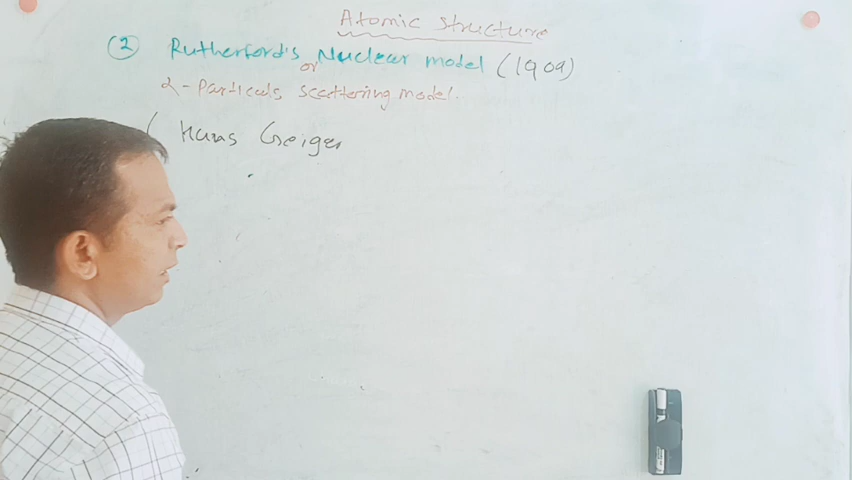 Atomic structure
(2) Rutherford's Nuclear model (1909)
or
α-Particals scattering model.
( Hans Geiger